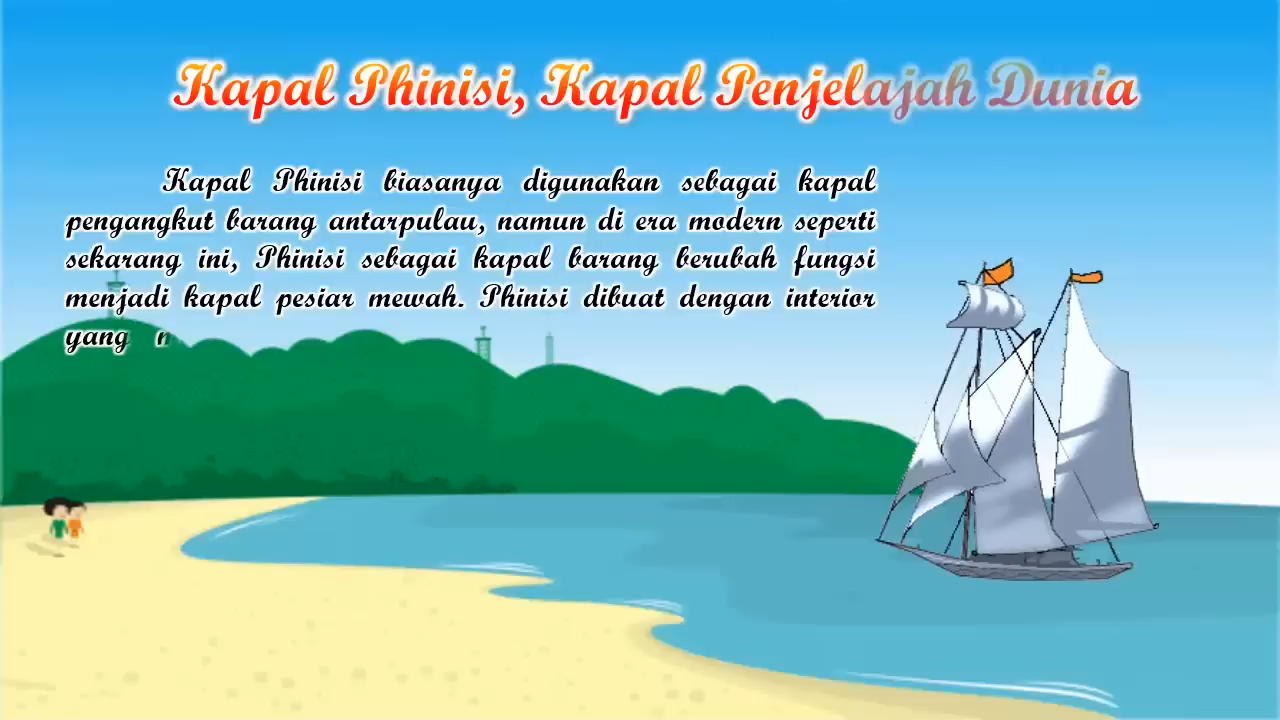 Kapal Phinisi, Kapal Penjelajah Dunia
Kapal Phinisi biasanya digunakan sebagai kapal
pengangkut barang antarpulau, namun di era modern seperti
sekarang ini, Phinisi sebagai kapal barang berubah fungsi
menjadi kapal pesiar mewah. Phinisi dibuat dengan interior
yang